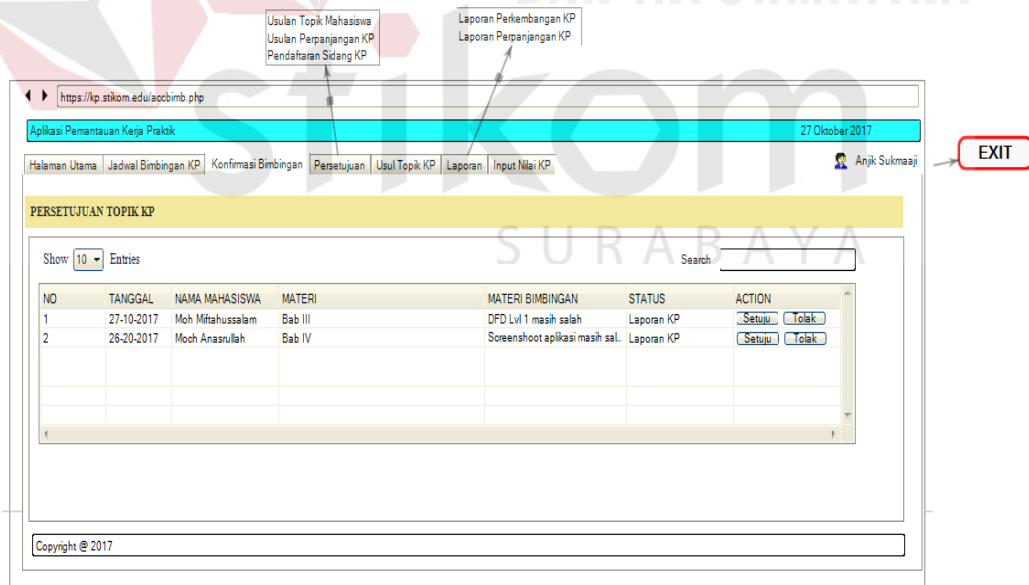 DAN INFORMATIKA
stikom
SURABAYA
Usulan Topik Mahasiswa
Usulan Perpanjangan KP
Pendaftaran Sidang KP
Laporan Perkembangan KP
Laporan Perpanjangan KP
https://kp.stikom.edu/accbimb.php
Aplikasi Pemantauan Kerja Praktik 27 Oktober 2017
EXIT
Halaman Utama Jadwal Bimbingan KP Konfirmasi Bimbingan Persetujuan Usul Topik KP Laporan Input Nilai KP Anjik Sukmaaji
PERSETUJUAN TOPIK KP
Show 10 Entries Search
NO TANGGAL NAMA MAHASISWA MATERI MATERI BIMBINGAN STATUS ACTION
1 27-10-2017 Moh Miftahussalam Bab III DFD Lvl 1 masih salah Laporan KP Setuju Tolak
2 26-20-2017 Moch Anasrullah Bab IV Screenshoot aplikasi masih sal.. Laporan KP Setuju Tolak
Copyright @ 2017